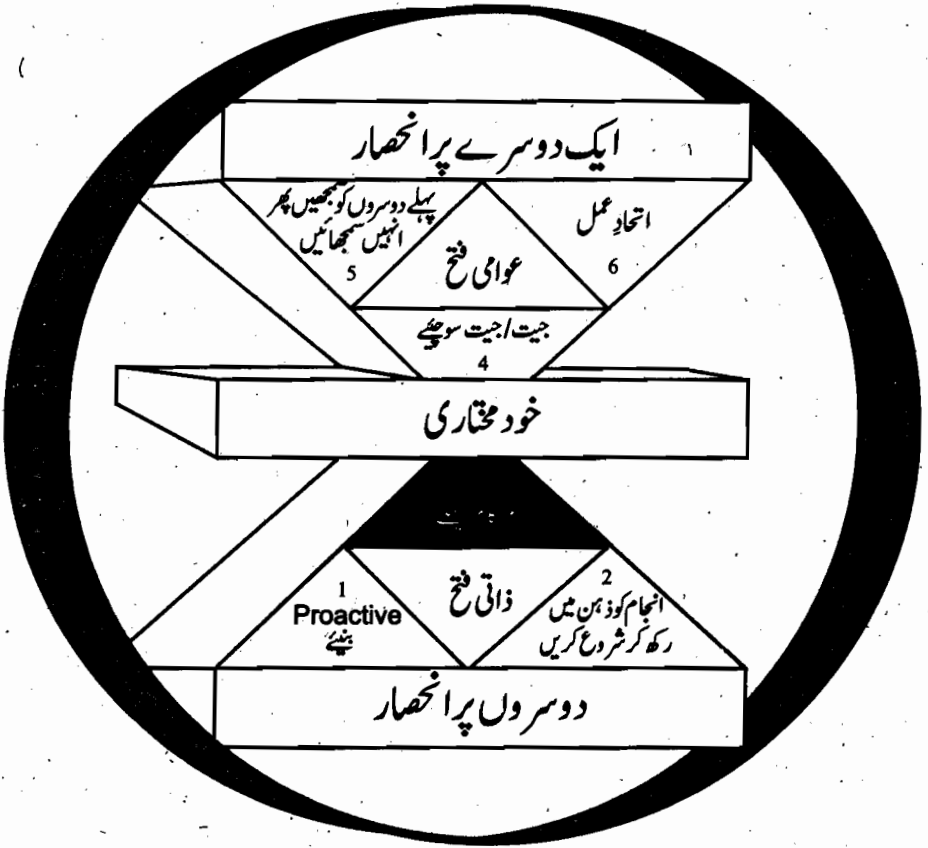 ایک دوسرے پر انحصار
پہلے دوسروں کو سمجھیں پھر
انہیں سمجھائیں
5
اتحادِ عمل
6
عوامی فتح
جیت/جیت سوچئے
4
خود مختاری
1
Proactive
بنیئے
ذاتی فتح
2
انجام کو ذہن میں
رکھ کر شروع کریں
دوسروں پر انحصار